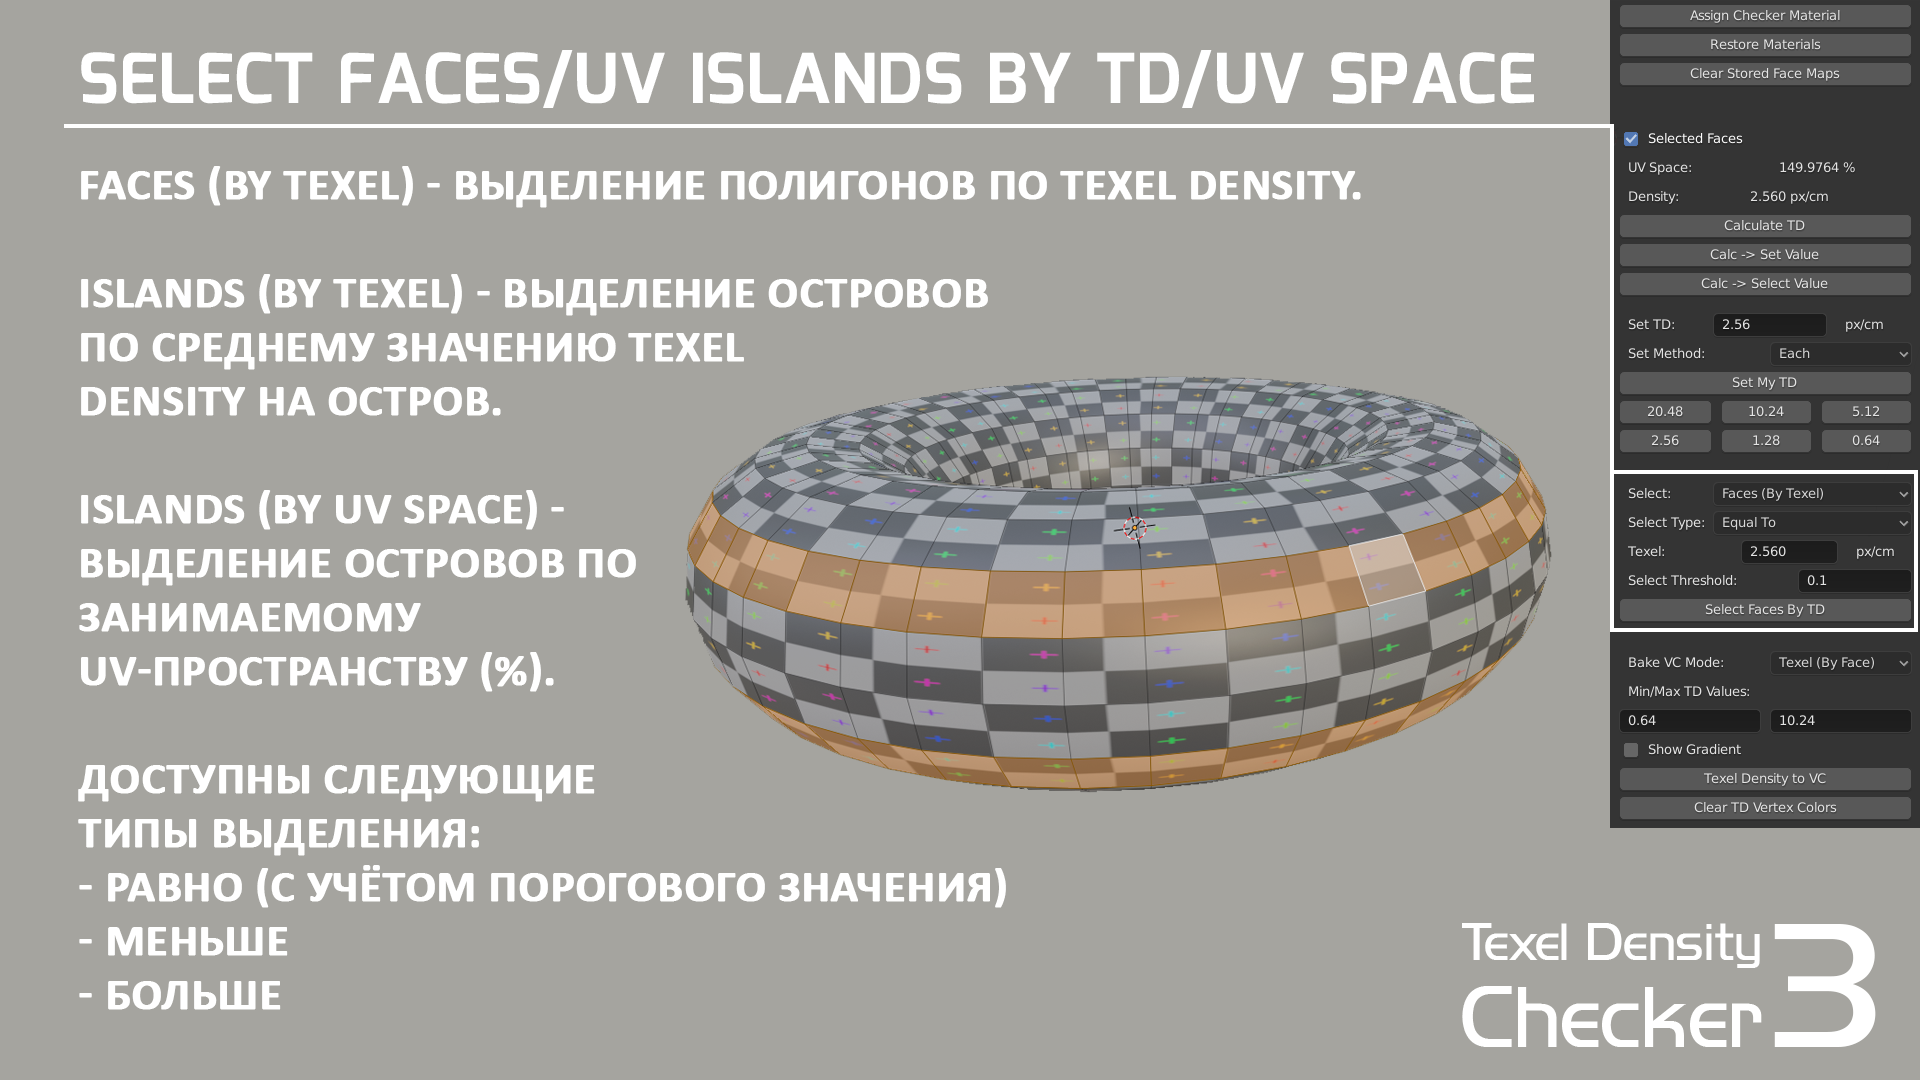 SELECT FACES/UV ISLANDS BY TD/UV SPACE
FACES (BY TEXEL) - ВЫДЕЛЕНИЕ ПОЛИГОНОВ ПО TEXEL DENSITY.
ISLANDS (BY TEXEL) - ВЫДЕЛЕНИЕ ОСТРОВОВ
ПО СРЕДНЕМУ ЗНАЧЕНИЮ TEXEL
DENSITY НА ОСТРОВ.
ISLANDS (BY UV SPACE) -
ВЫДЕЛЕНИЕ ОСТРОВОВ ПО
ЗАНИМАЕМОМУ
UV-ПРОСТРАНСТВУ (%).
ДОСТУПНЫ СЛЕДУЮЩИЕ
ТИПЫ ВЫДЕЛЕНИЯ:
- РАВНО (С УЧЁТОМ ПОРОГОВОГО ЗНАЧЕНИЯ)
- МЕНЬШЕ
- БОЛЬШЕ
Assign Checker Material
Restore Materials
Clear Stored Face Maps
Selected Faces
UV Space: 149.9764 %
Density: 2.560 px/cm
Calculate TD
Calc -> Set Value
Calc -> Select Value
Set TD: 2.56 px/cm
Set Method: Each
Set My TD
20.48 10.24 5.12
2.56 1.28 0.64
Select: Faces (By Texel)
Select Type: Equal To
Texel: 2.560 px/cm
Select Threshold: 0.1
Select Faces By TD
Bake VC Mode: Texel (By Face)
Min/Max TD Values:
0.64 10.24
Show Gradient
Texel Density to VC
Clear TD Vertex Colors
Texel Density
Checker 3